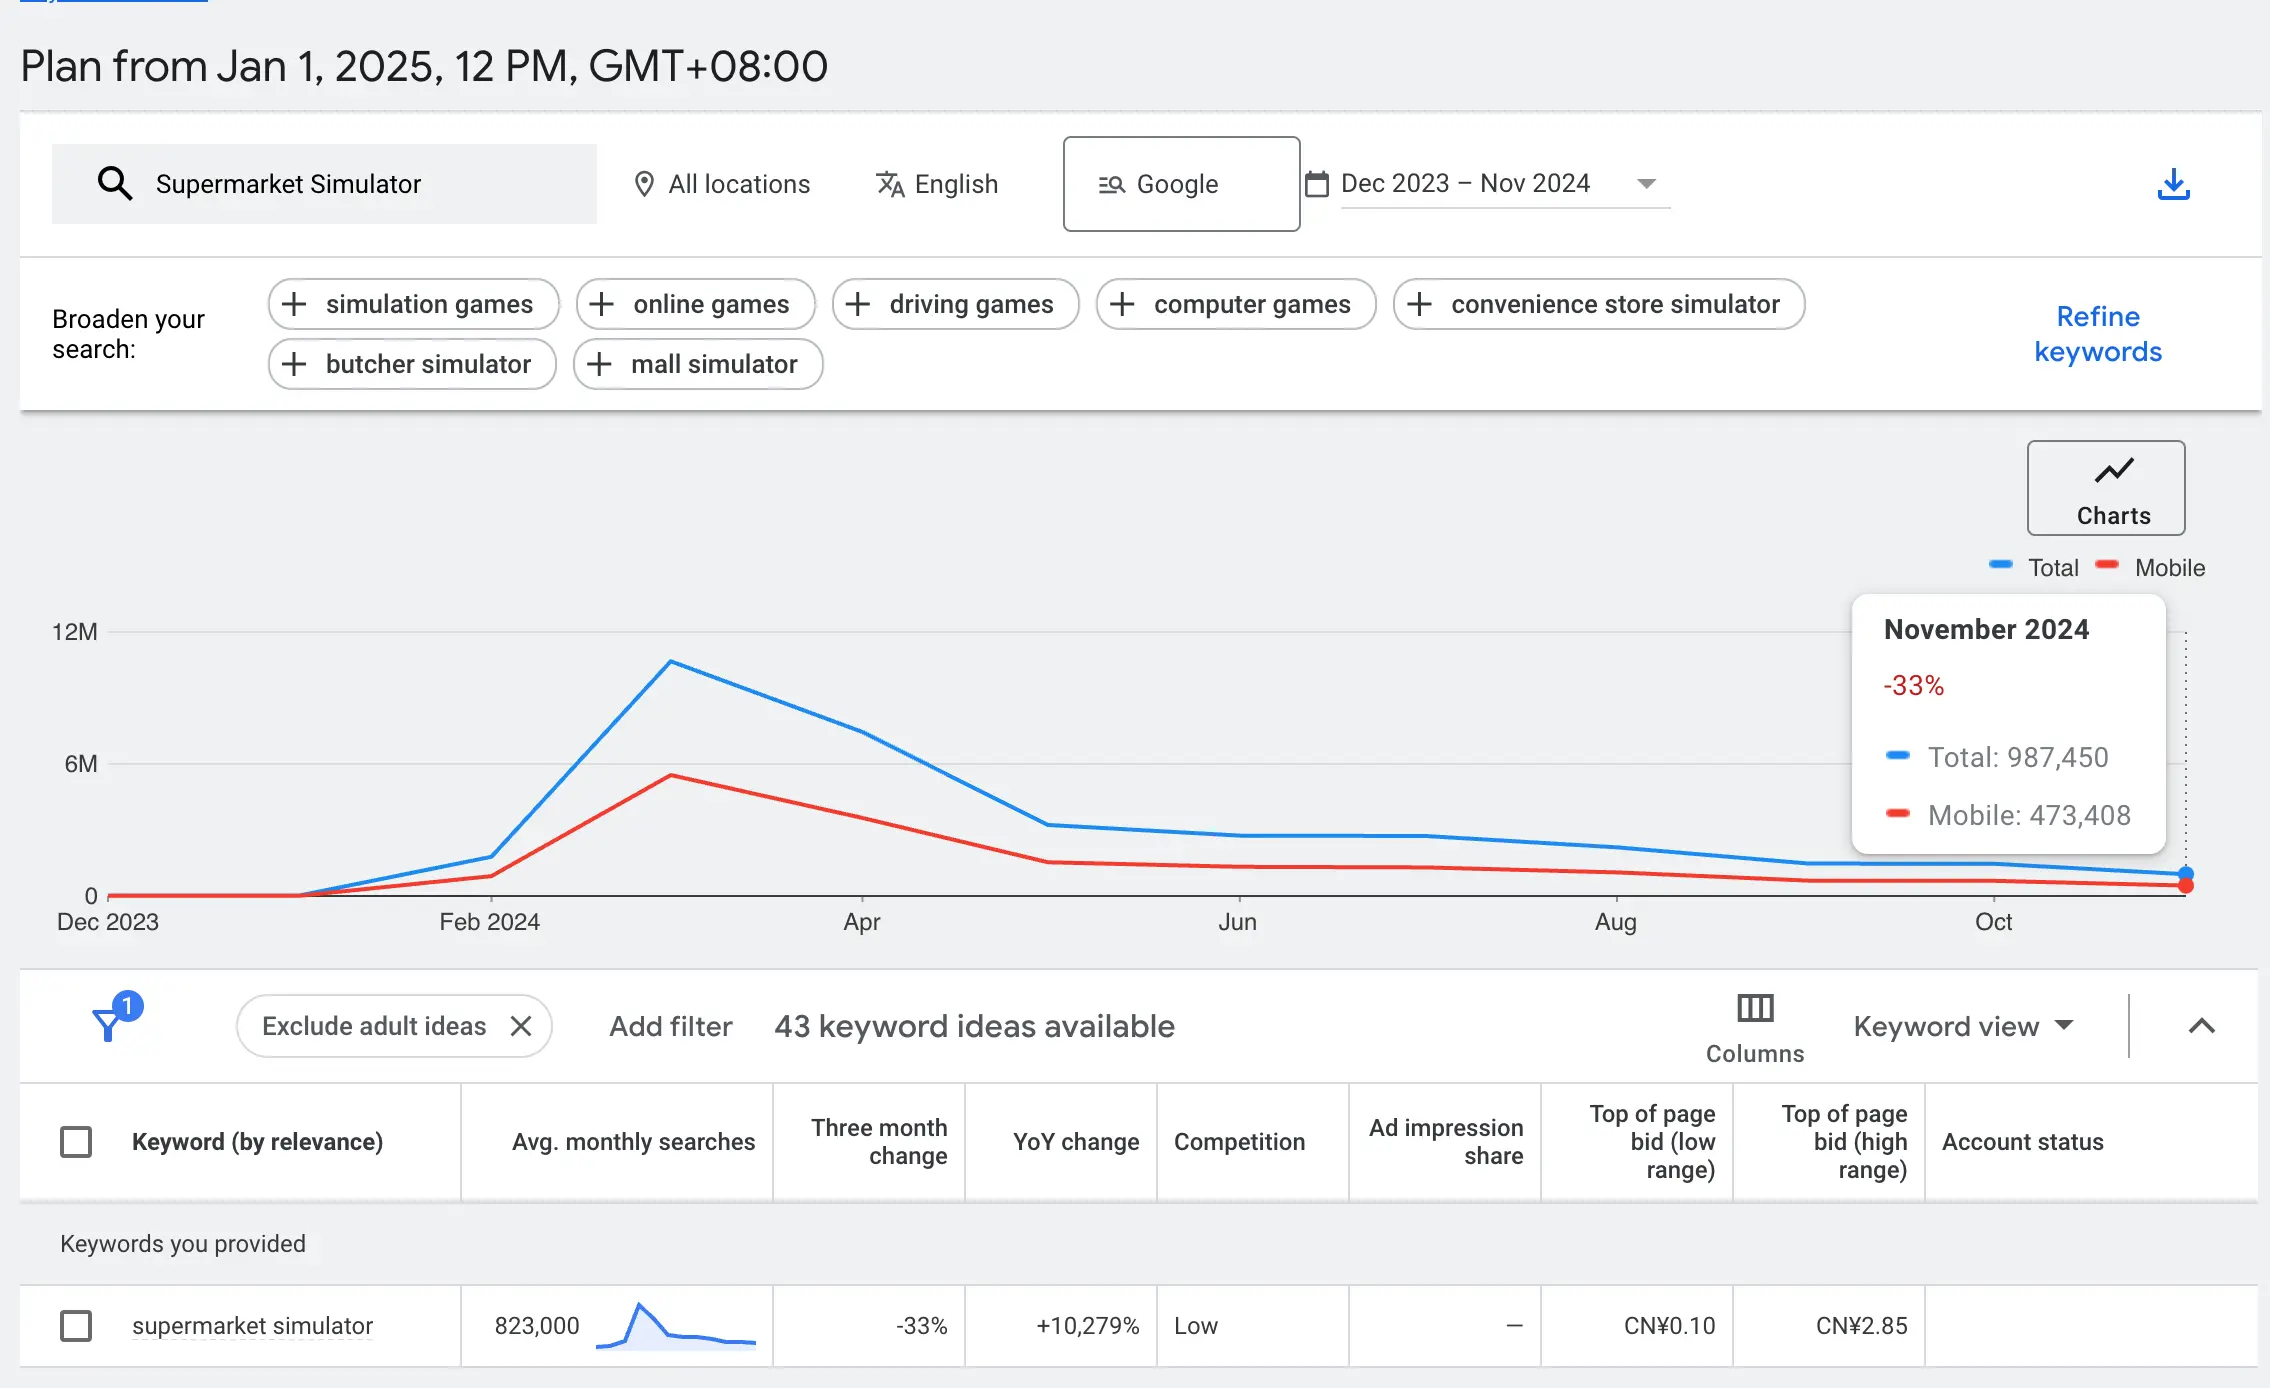 Plan from Jan 1, 2025, 12 PM, GMT+08:00
Supermarket Simulator
All locations
English
Google
Dec 2023 – Nov 2024
Broaden your
search:
simulation games
online games
driving games
computer games
convenience store simulator
butcher simulator
mall simulator
Refine
keywords
Charts
Total
Mobile
12M
6M
0
November 2024
-33%
Total: 987,450
Mobile: 473,408
Dec 2023
Feb 2024
Apr
Jun
Aug
Oct
1
Exclude adult ideas
Add filter
43 keyword ideas available
Columns
Keyword view
Keyword (by relevance)
Avg. monthly searches
Three month
change
YoY change
Competition
Ad impression
share
Top of page
bid (low
range)
Top of page
bid (high
range)
Account status
Keywords you provided
supermarket simulator
823,000
-33%
+10,279%
Low
—
CN¥0.10
CN¥2.85